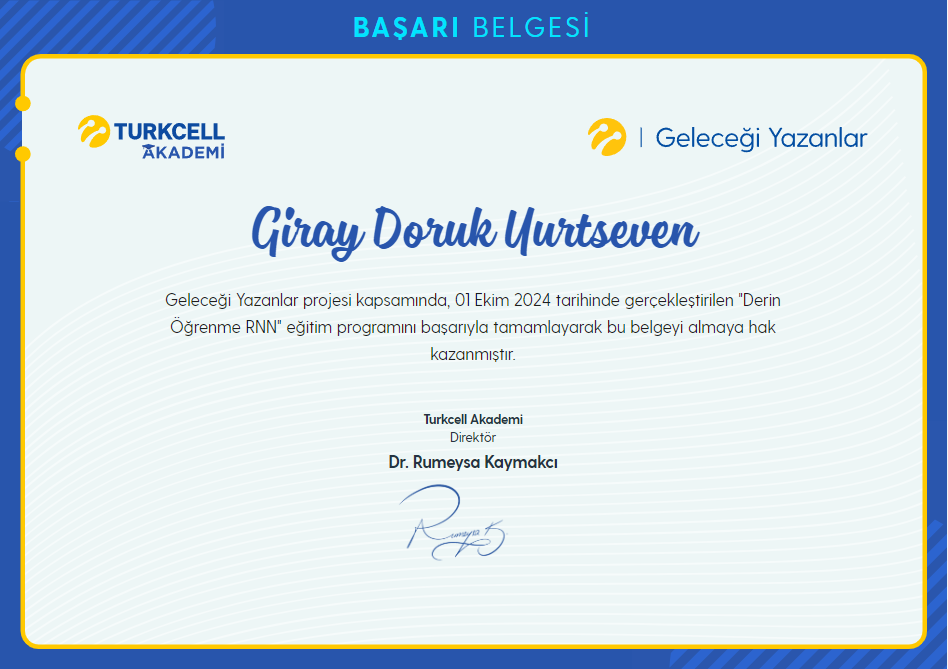 BAŞARI BELGESİ
TURKCELL
AKADEMİ
Geleceği Yazanlar
Giray Doruk Yurtseven
Geleceği Yazanlar projesi kapsamında, 01 Ekim 2024 tarihinde gerçekleştirilen "Derin
Öğrenme RNN" eğitim programını başarıyla tamamlayarak bu belgeyi almaya hak
kazanmıştır.
Turkcell Akademi
Direktör
Dr. Rumeysa Kaymakcı
Rumeysa K